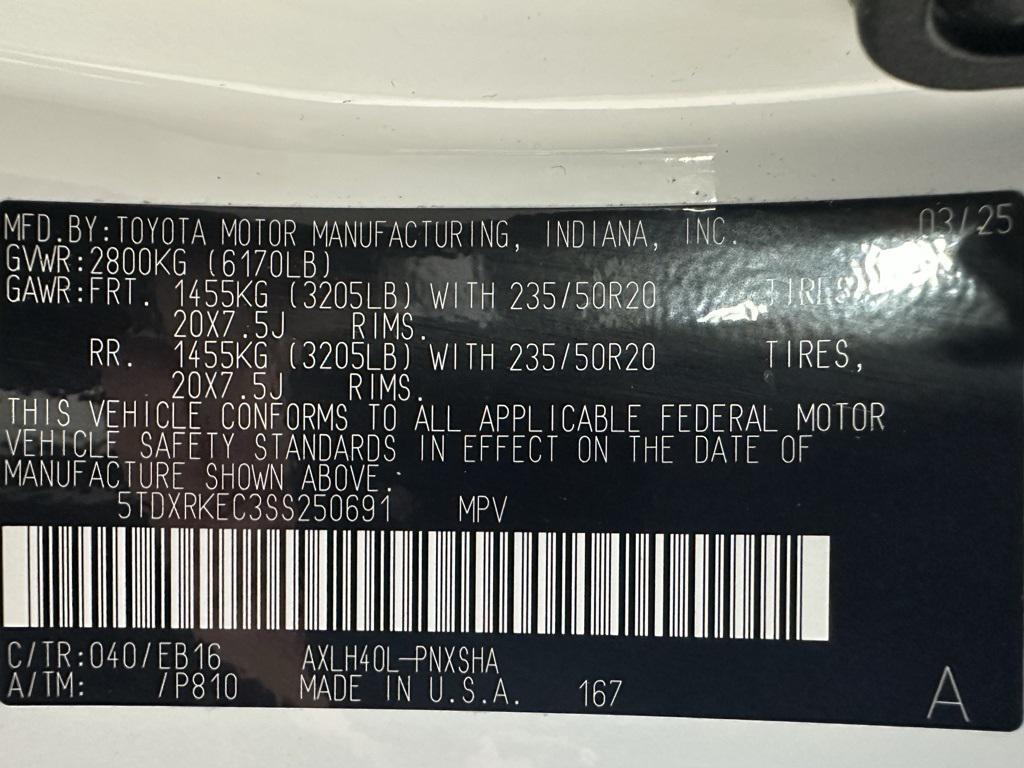 MFD.BY:TOYOTA MOTOR MANUFACTURING, INDIANA, INC. 03/25
GVWR:2800KG (6170LB)
GAWR:FRT. 1455KG (3205LB) WITH 235/50R20 TIRES,
20X7.5J RIMS.
RR. 1455KG (3205LB) WITH 235/50R20 TIRES,
20X7.5J RIMS.
THIS VEHICLE CONFORMS TO ALL APPLICABLE FEDERAL MOTOR
VEHICLE SAFETY STANDARDS IN EFFECT ON THE DATE OF
MANUFACTURE SHOWN ABOVE.
5TDXRKEC3SS250691 MPV
C/TR:040/EB16 AXLH40L-PNXSHA
A/TM: /P810 MADE IN U.S.A. 167 A